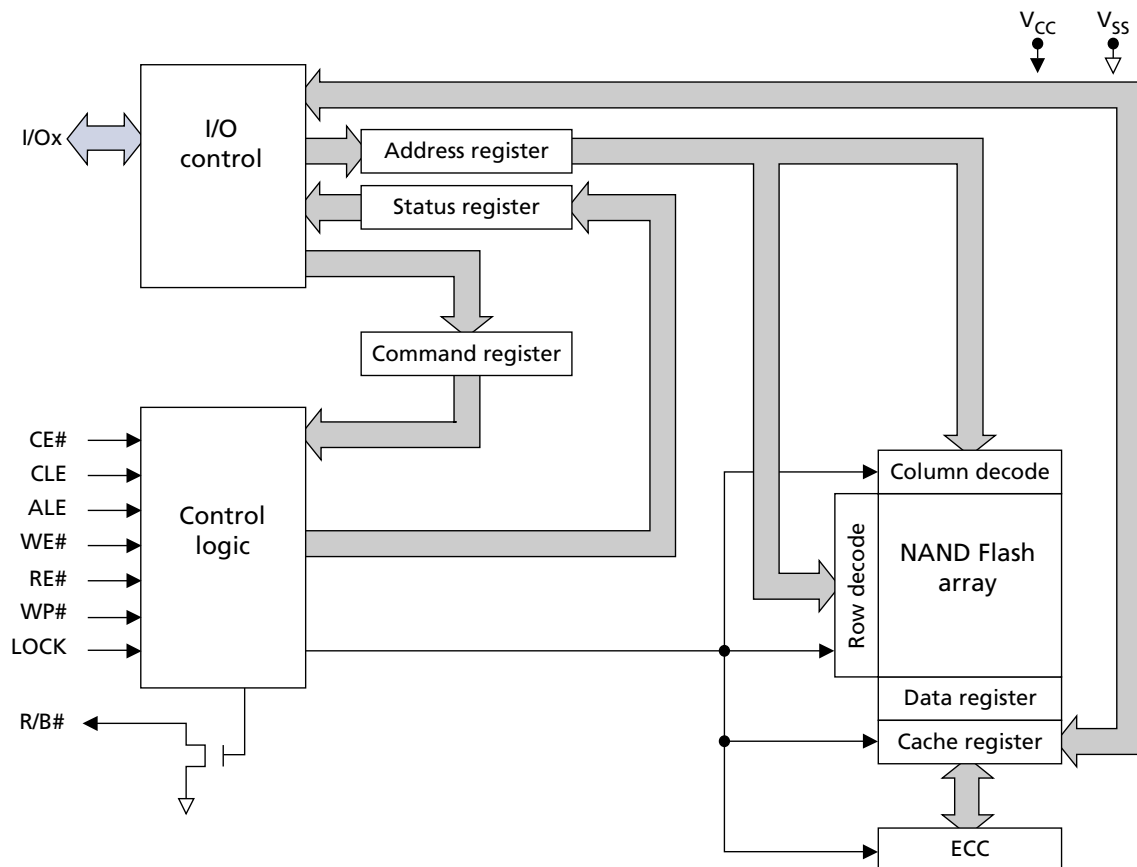 VCC
VSS
I/Ox
I/O
control
Address register
Status register
Command register
CE#
CLE
ALE
WE#
RE#
WP#
LOCK
Control
logic
R/B#
Column decode
Row decode
NAND Flash
array
Data register
Cache register
ECC